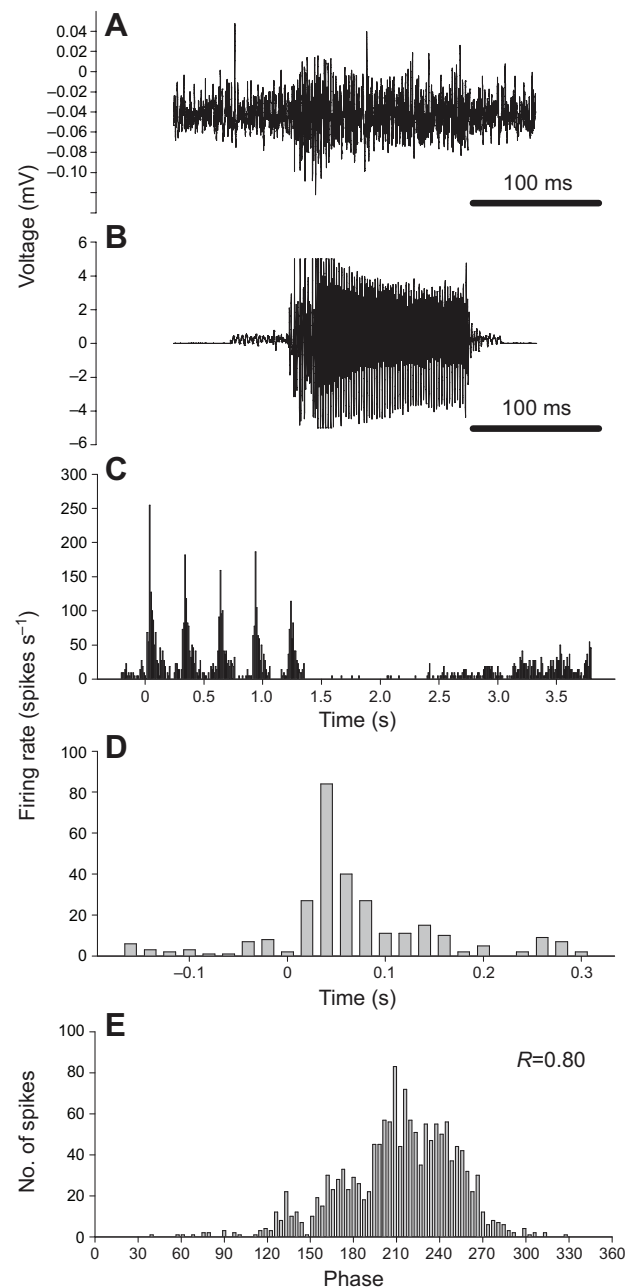 A
0.04
0.02
0
–0.02
–0.04
–0.06
–0.08
–0.10
100 ms
Voltage (mV)
B
6
4
2
0
–2
–4
–6
100 ms
C
300
250
200
150
100
50
0
0 0.5 1.0 1.5 2.0 2.5 3.0 3.5
Time (s)
Firing rate (spikes s–1)
D
100
80
60
40
20
0
–0.1 0 0.1 0.2 0.3
Time (s)
E
100
80
60
40
20
0
R=0.80
No. of spikes
0 30 60 90 120 150 180 210 240 270 300 330 360
Phase